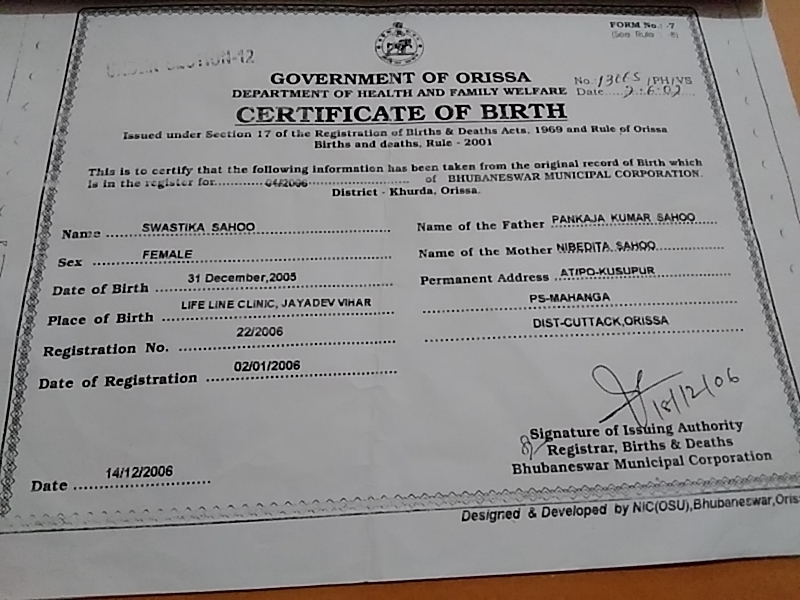 FORM No. -7
(See Rule - 8)
UNDER SECTION-12
GOVERNMENT OF ORISSA
DEPARTMENT OF HEALTH AND FAMILY WELFARE
No. /PH/VS
Date
CERTIFICATE OF BIRTH
Issued under Section 17 of the Registration of Births & Deaths Acts, 1969 and Rule of Orissa
Births and deaths, Rule - 2001
This is to certify that the following information has been taken from the original record of Birth which
is in the register for 04/2006 of BHUBANESWAR MUNICIPAL CORPORATION.
District - Khurda, Orissa.
Name SWASTIKA SAHOO
Sex FEMALE
Date of Birth 31 December,2005
Place of Birth LIFE LINE CLINIC, JAYADEV VIHAR
Registration No. 22/2006
Date of Registration 02/01/2006
Name of the Father PANKAJA KUMAR SAHOO
Name of the Mother NIBEDITA SAHOO
Permanent Address ATIPO-KUSUPUR
PS-MAHANGA
DIST-CUTTACK,ORISSA
18/12/06
Signature of Issuing Authority
Registrar, Births & Deaths
Bhubaneswar Municipal Corporation
Date 14/12/2006
Designed & Developed by NIC(OSU),Bhubaneswar,Oris